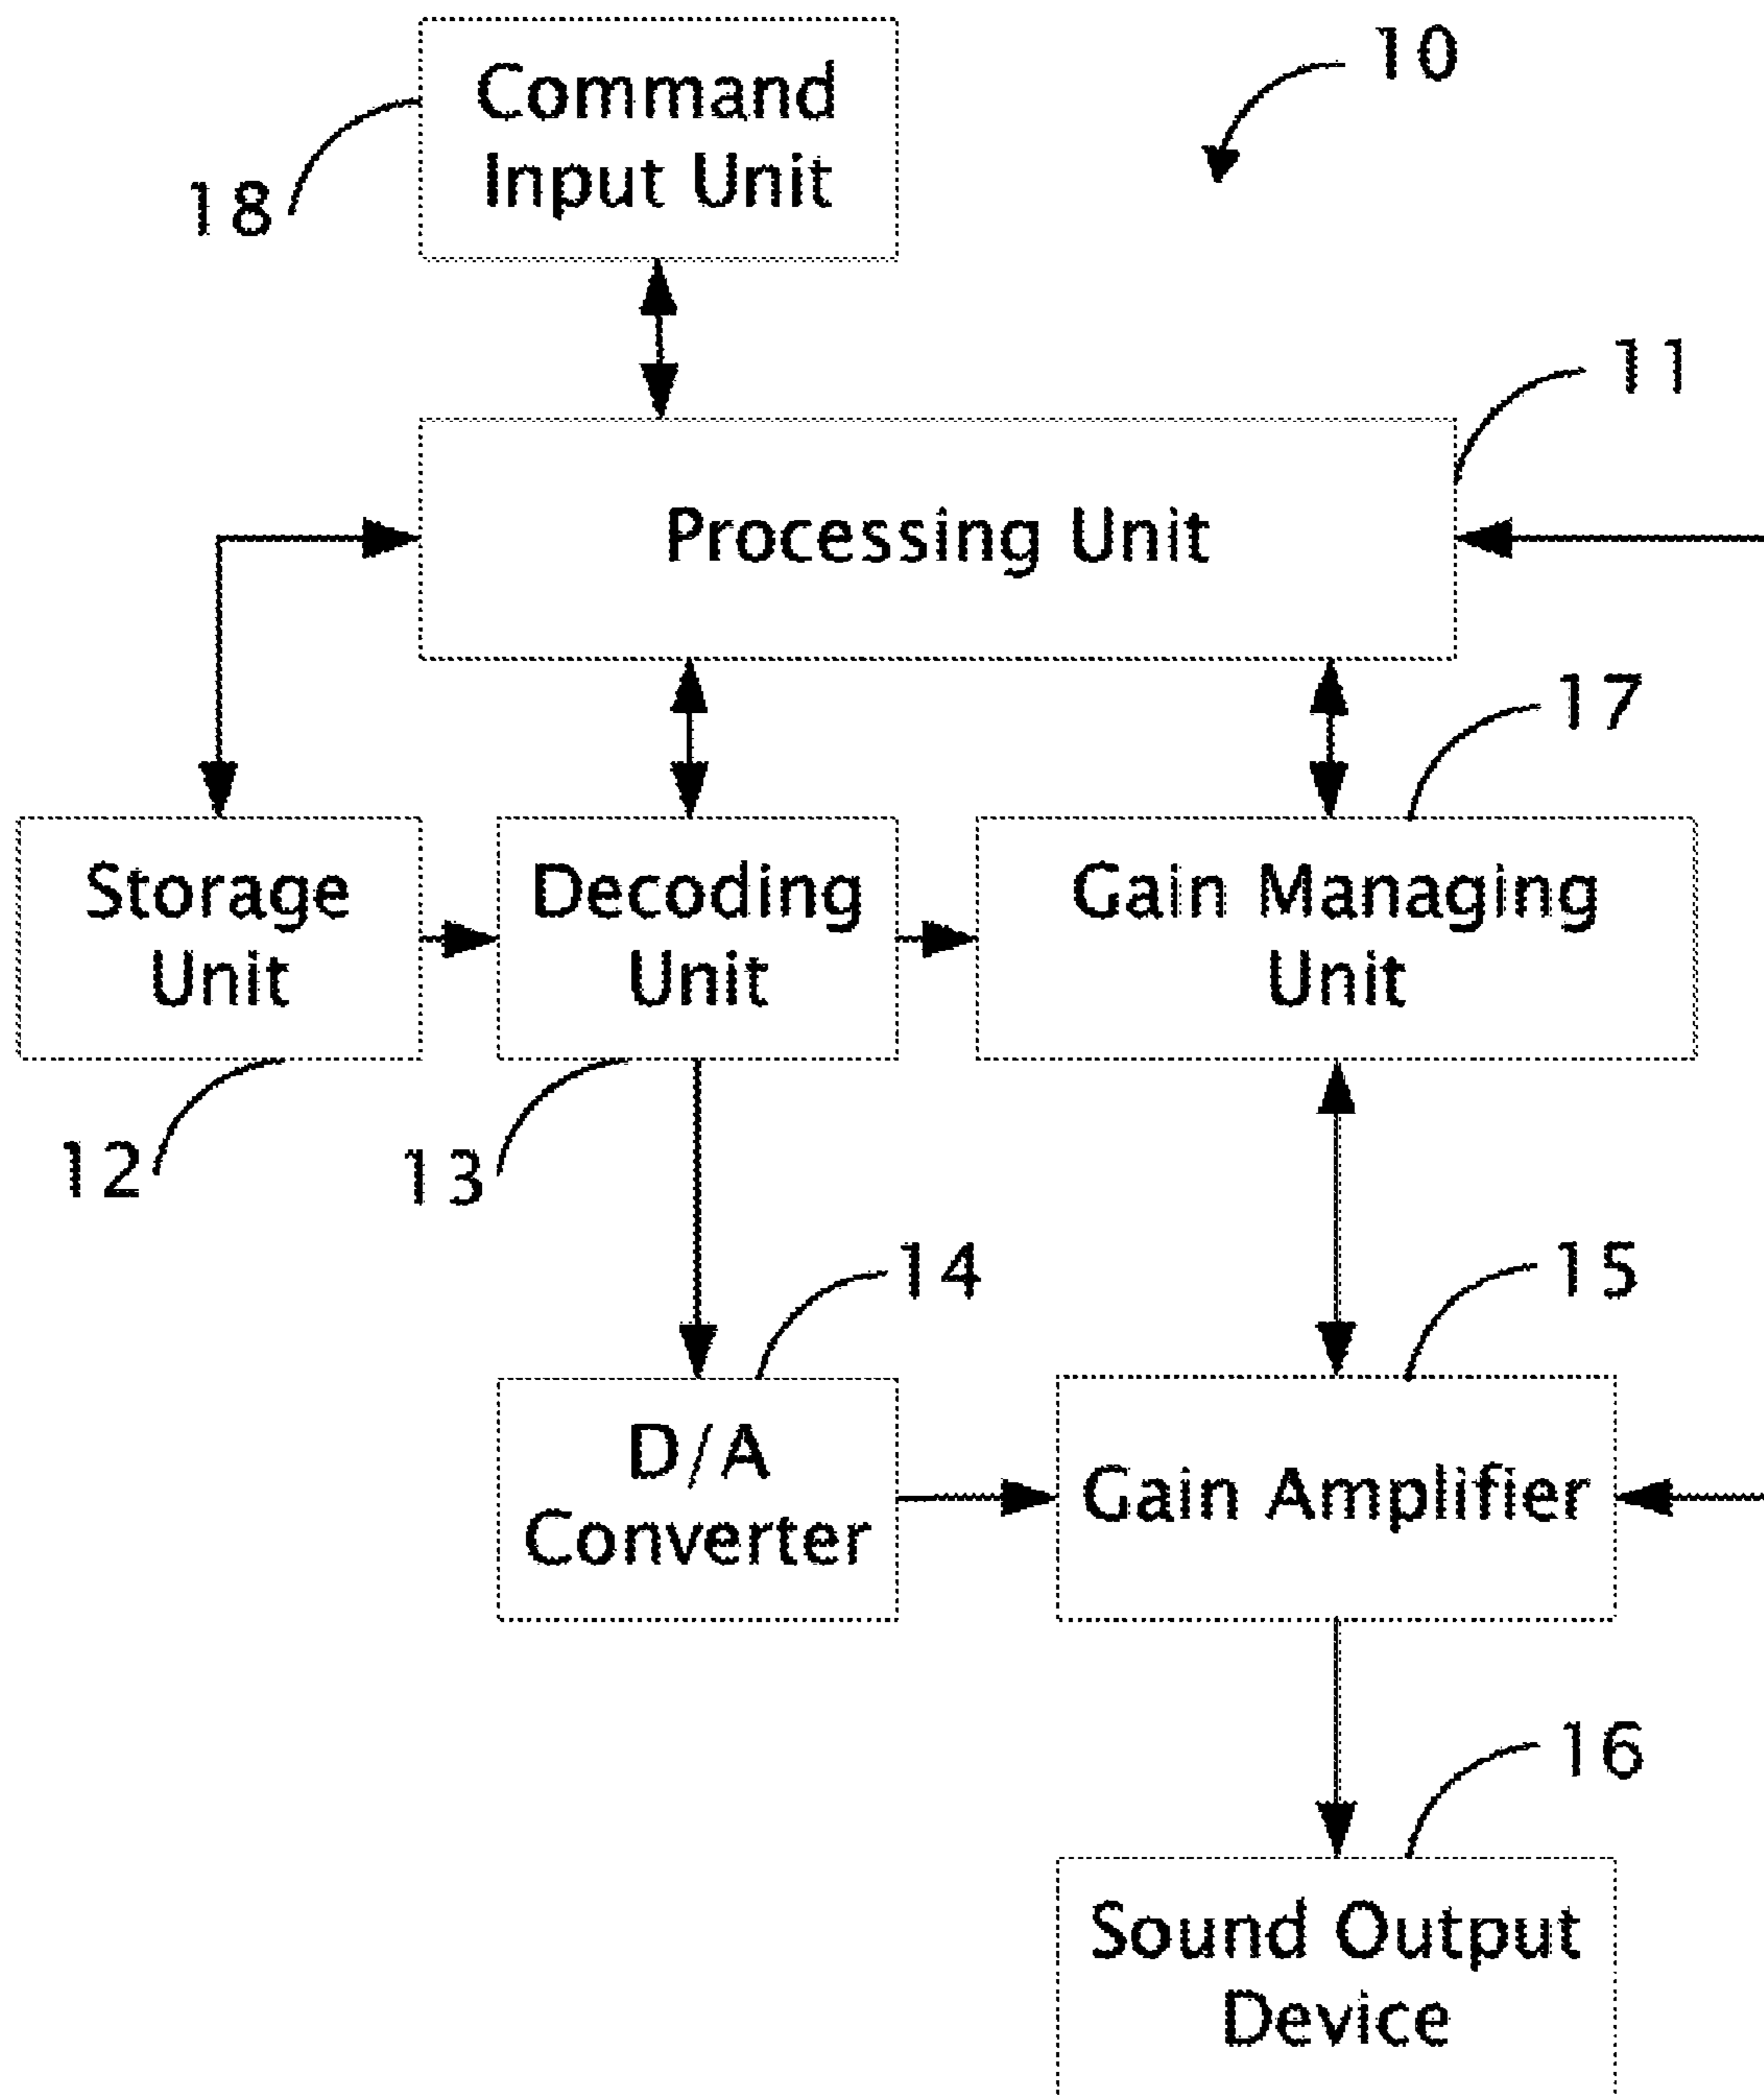 10
Command
Input Unit
18
11
Processing Unit
17
Storage
Unit
Decoding
Unit
Gain Managing
Unit
12
13
14
15
D/A
Converter
Gain Amplifier
16
Sound Output
Device